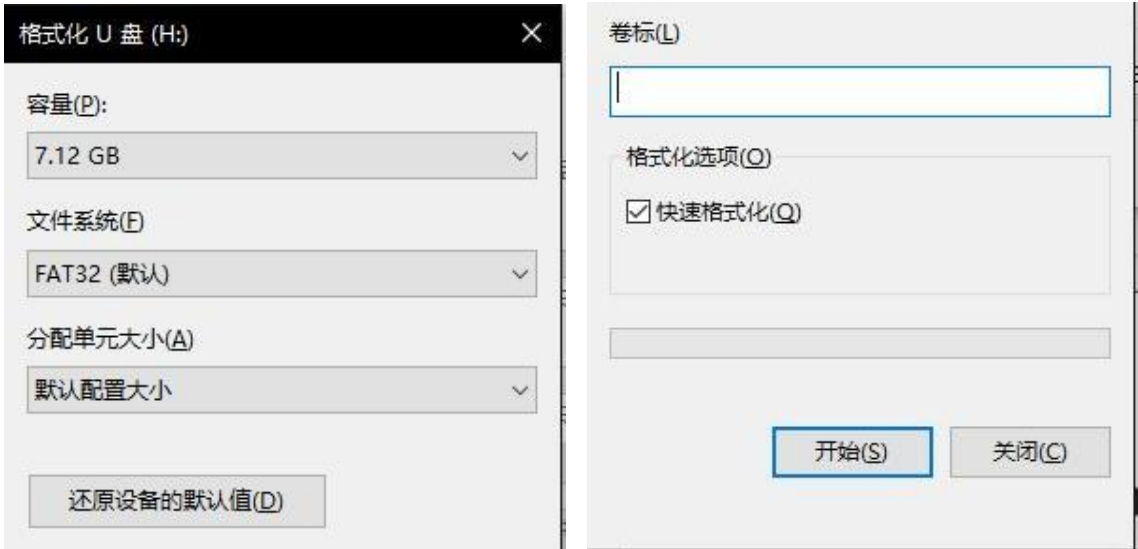 格式化 U 盘 (H:)
容量(P):
7.12 GB
文件系统(F)
FAT32 (默认)
分配单元大小(A)
默认配置大小
还原设备的默认值(D)
卷标(L)
格式化选项(O)
快速格式化(Q)
开始(S)
关闭(C)